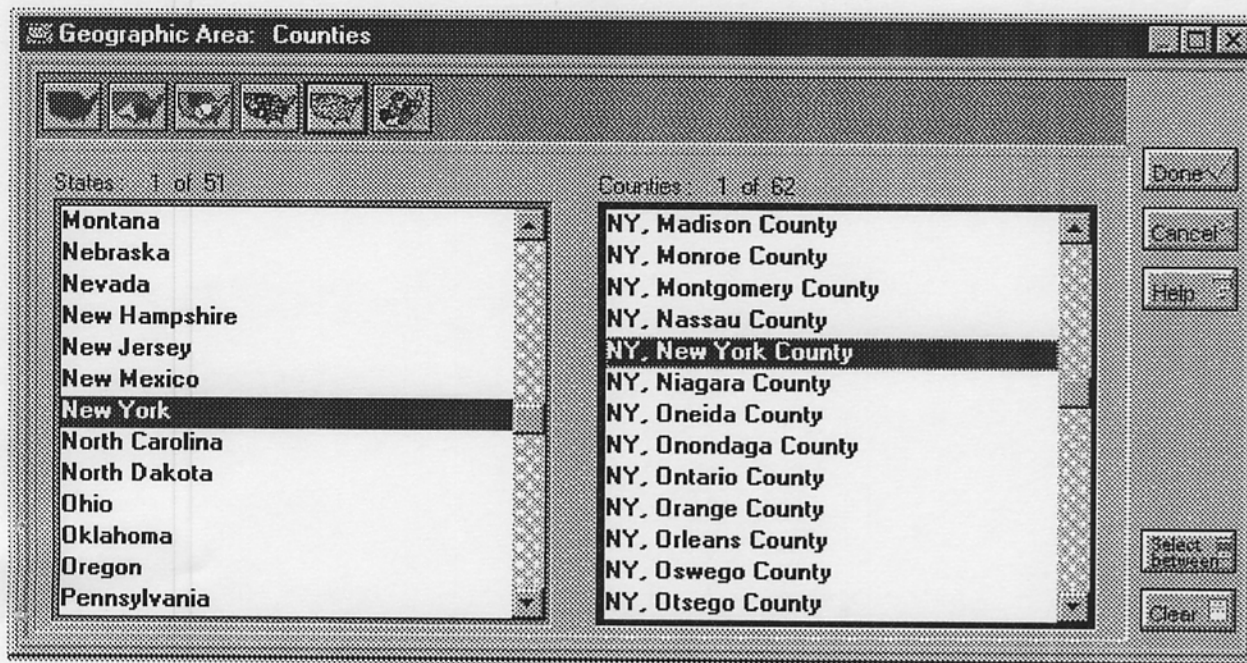 Geographic Area: Counties
States: 1 of 51
Montana
Nebraska
Nevada
New Hampshire
New Jersey
New Mexico
New York
North Carolina
North Dakota
Ohio
Oklahoma
Oregon
Pennsylvania
Counties: 1 of 62
NY, Madison County
NY, Monroe County
NY, Montgomery County
NY, Nassau County
NY, New York County
NY, Niagara County
NY, Oneida County
NY, Onondaga County
NY, Ontario County
NY, Orange County
NY, Orleans County
NY, Oswego County
NY, Otsego County
Done
Cancel
Help
Select
between
Clear